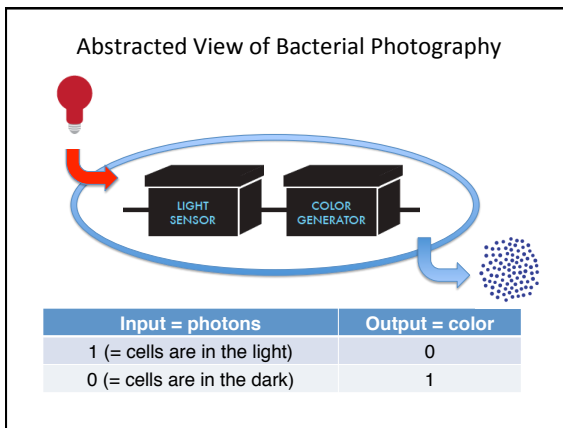 Abstracted View of Bacterial Photography
LIGHT
SENSOR
COLOR
GENERATOR
Input = photons Output = color
1 (= cells are in the light) 0
0 (= cells are in the dark) 1